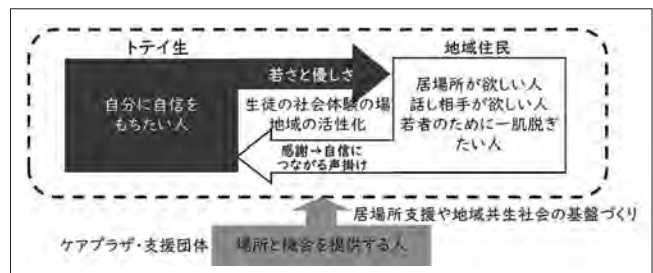 トテイ生
地域住民
若さと優しさ
自分に自信を
もちたい人
生徒の社会体験の場
地域の活性化
居場所が欲しい人
話し相手が欲しい人
若者のために一肌脱ぎ
たい人
感謝→自信に
つながる声掛け
居場所支援や地域共生社会の基盤づくり
ケアプラザ・支援団体
場所と機会を提供する人